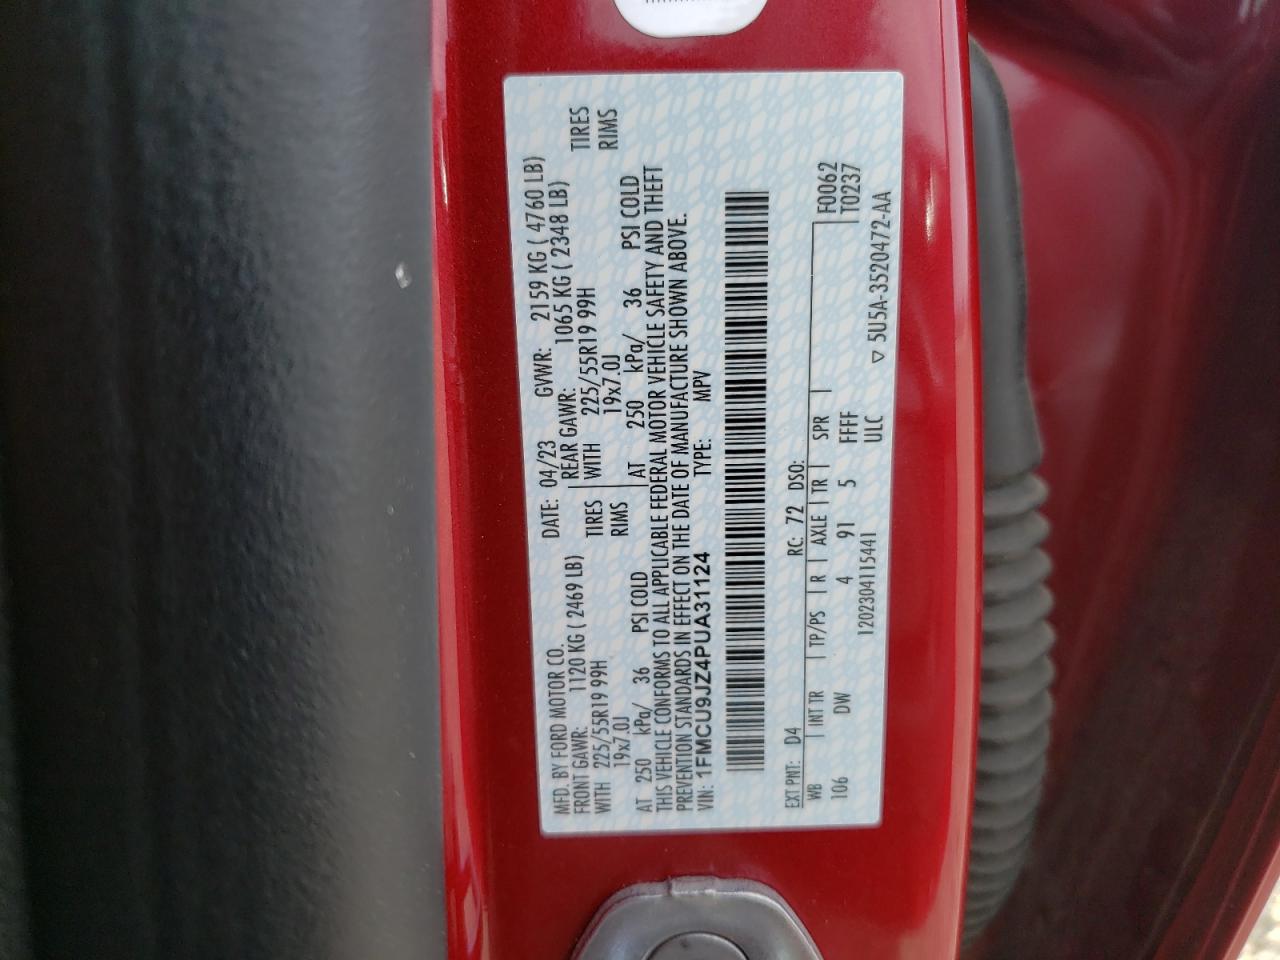 MFD. BY FORD MOTOR CO.
DATE: 04/23 GVWR: 2159 KG ( 4760 LB)
FRONT GAWR: 1120 KG ( 2469 LB) REAR GAWR: 1065 KG ( 2348 LB)
WITH 225/55R19 99H TIRES WITH 225/55R19 99H TIRES
19x7.0J RIMS 19x7.0J RIMS
AT 250 kPa/ 36 PSI COLD AT 250 kPa/ 36 PSI COLD
THIS VEHICLE CONFORMS TO ALL APPLICABLE FEDERAL MOTOR VEHICLE SAFETY AND THEFT
PREVENTION STANDARDS IN EFFECT ON THE DATE OF MANUFACTURE SHOWN ABOVE.
VIN: 1FMCU9JZ4PUA31124 TYPE: MPV
EXT PNT: D4 RC: 72 DSO:
WB | INT TR | TP/PS | R | AXLE | TR | SPR | F0062
106 DW 4 91 5 FFFF T0237
1202304115441 ULC ▽ 5U5A-3520472-AA